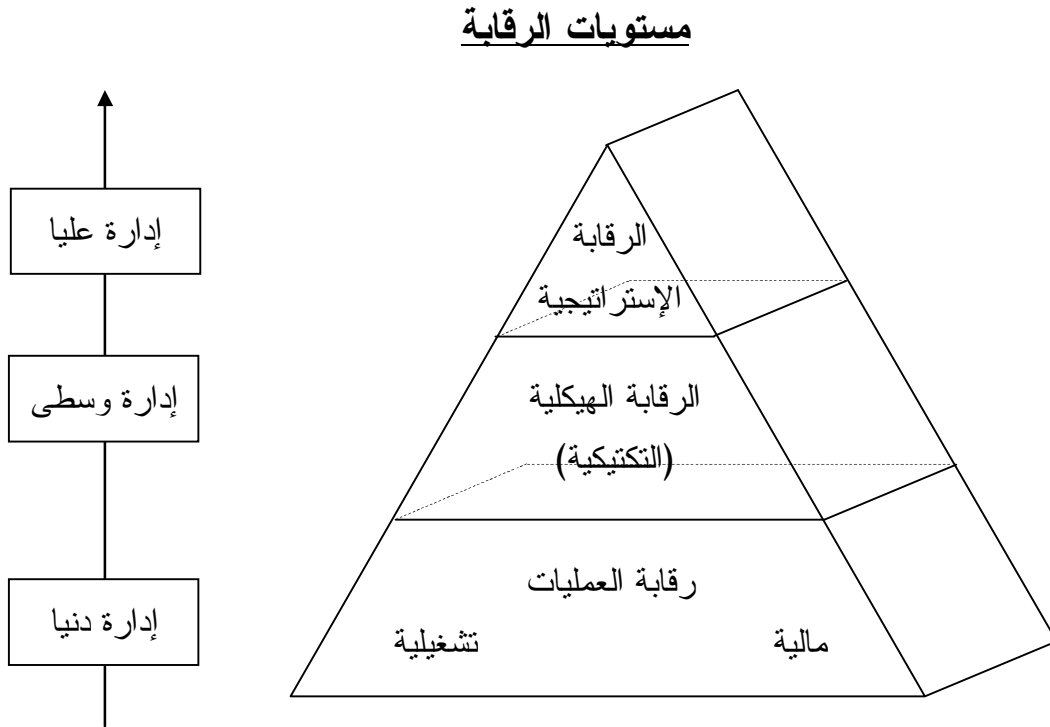 مستويات الرقابة
إدارة عليا
إدارة وسطى
إدارة دنيا
الرقابة
الإستراتيجية
الرقابة الهيكلية
(التكتيكية)
رقابة العمليات
مالية
تشغيلية